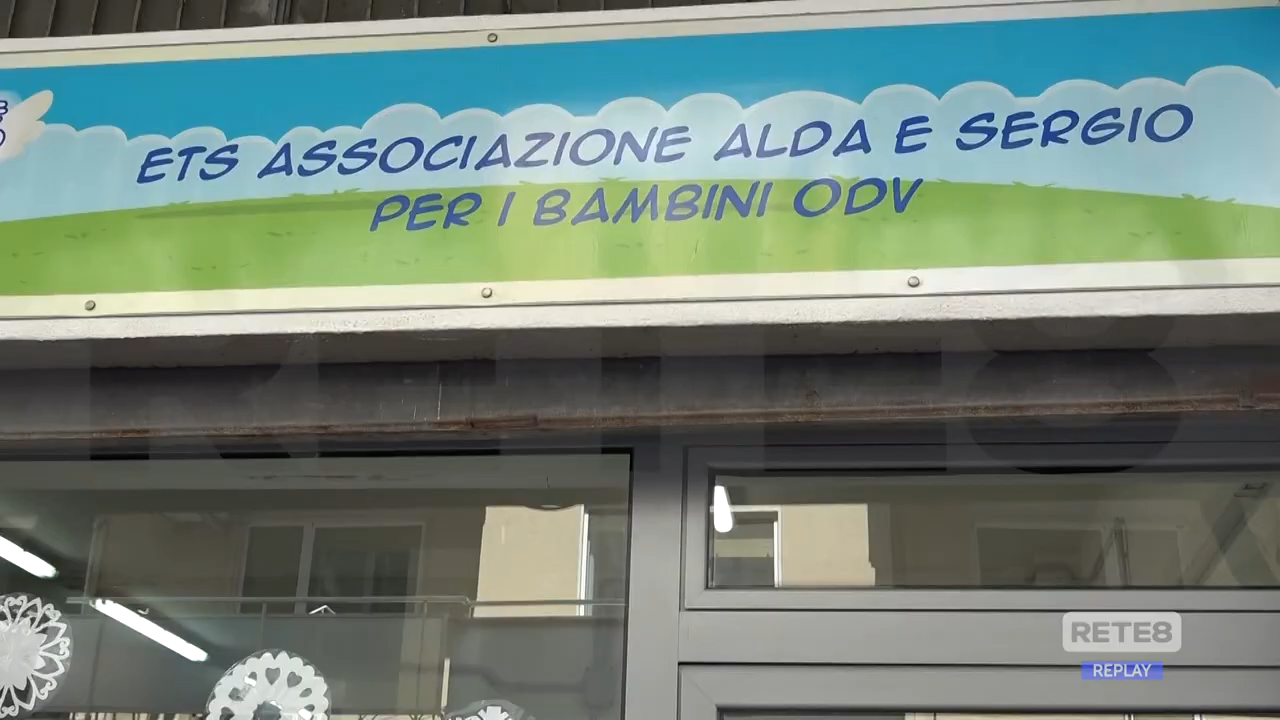 ETS ASSOCIAZIONE ALDA E SERGIO
PER I BAMBINI ODV
RETE8
REPLAY